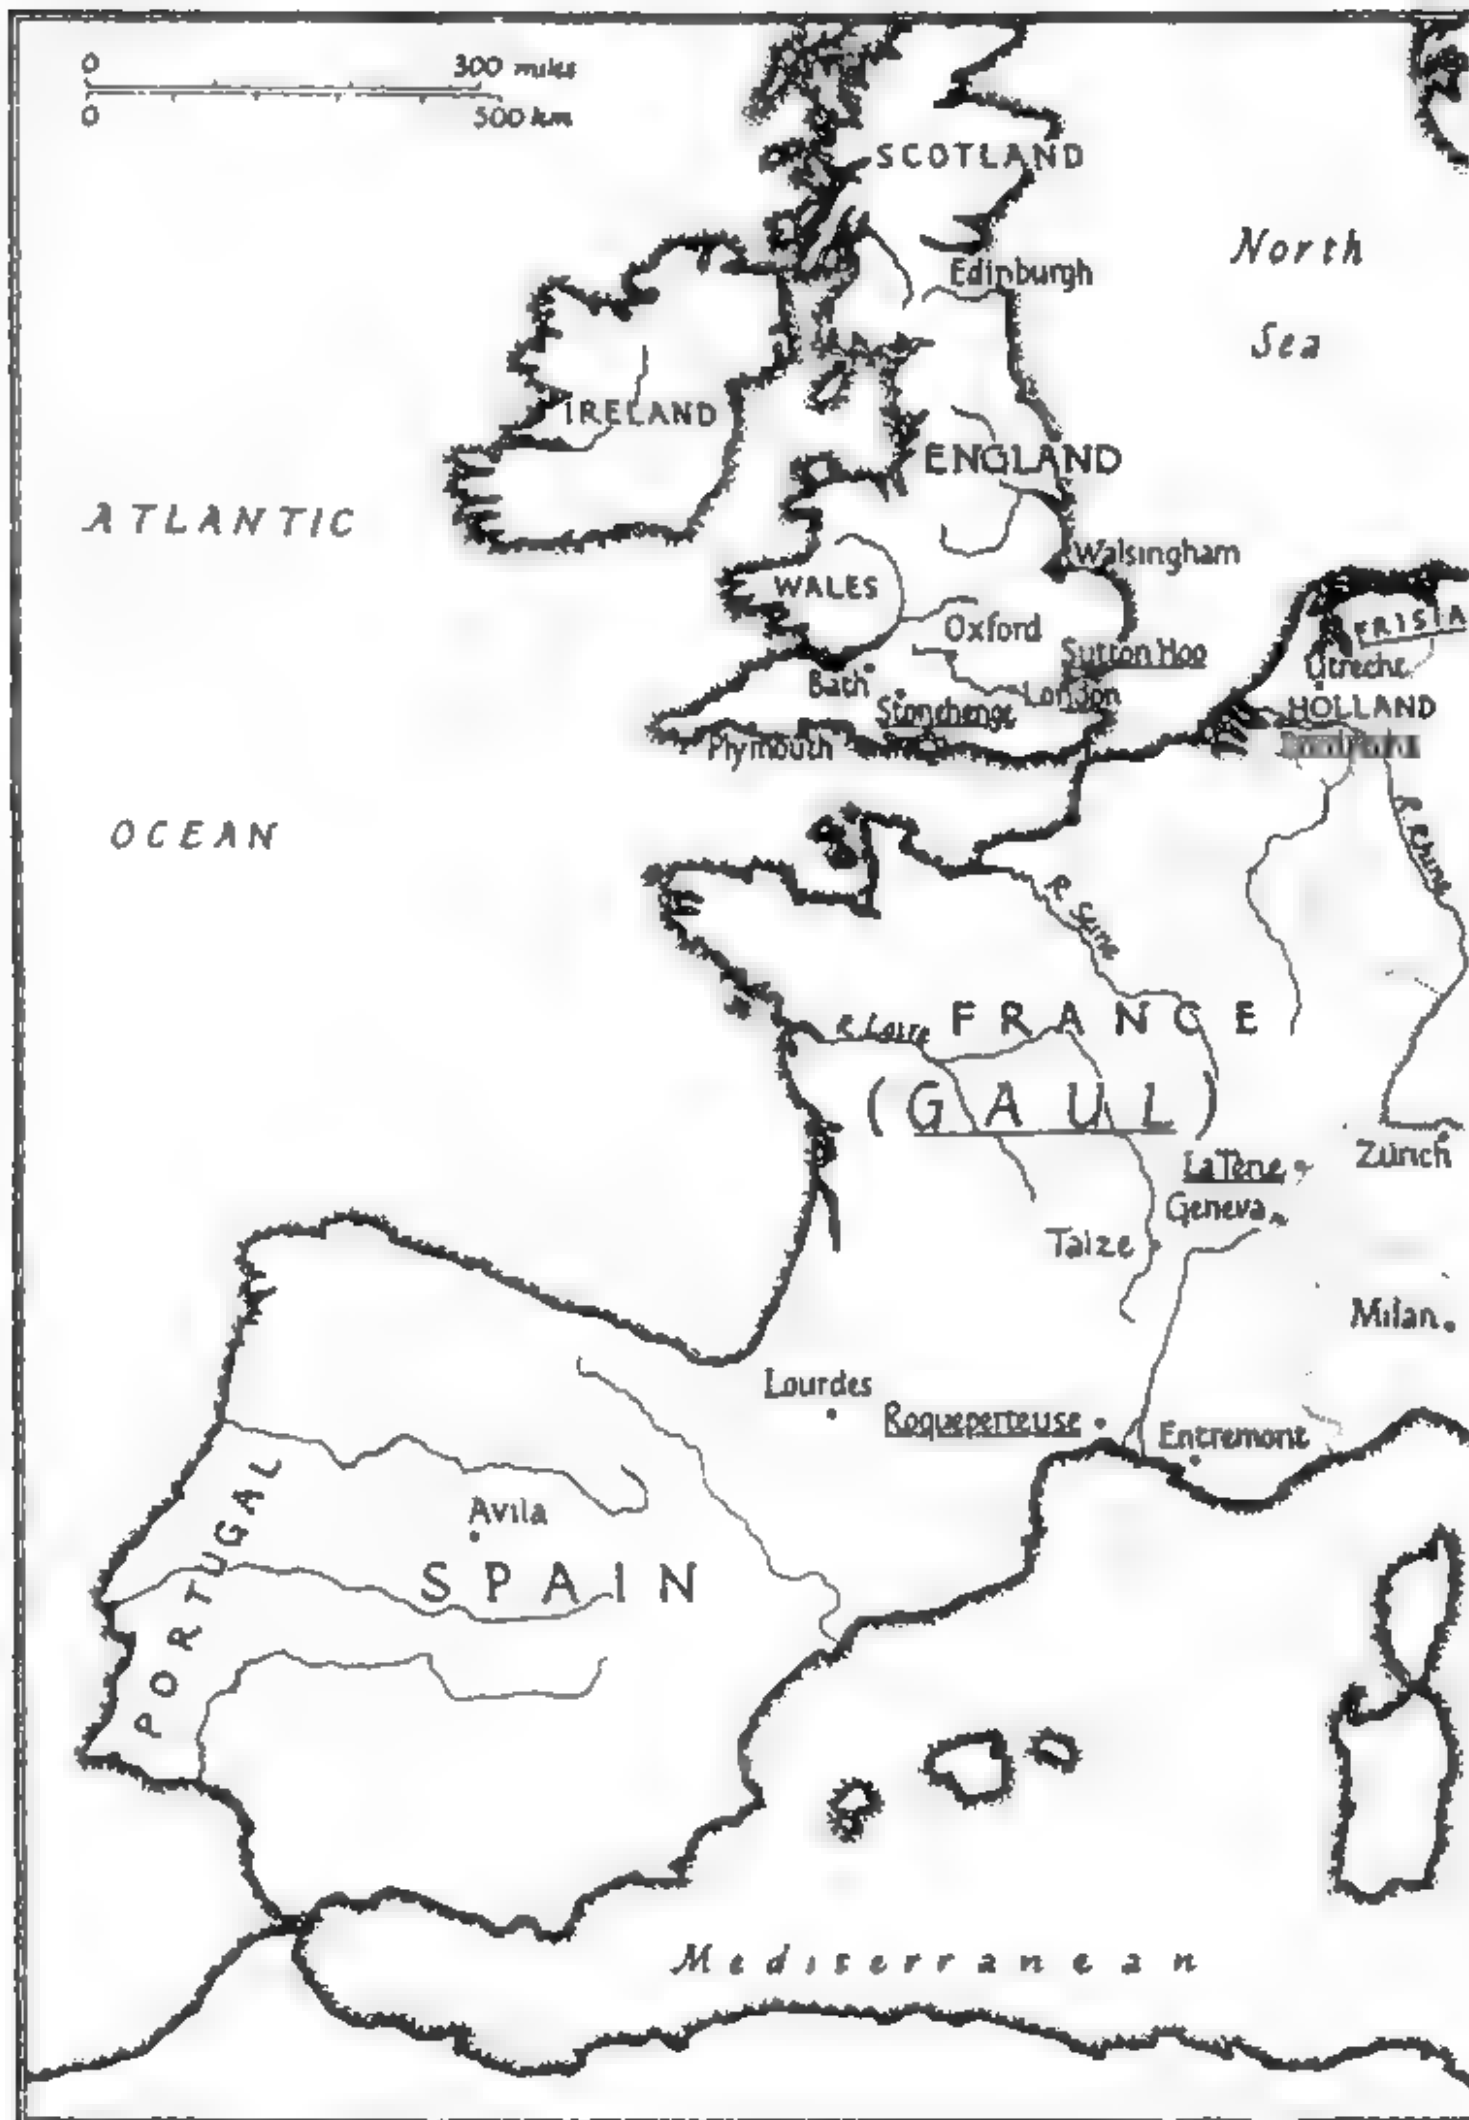 0 300 miles
0 500 km
SCOTLAND
North
Sea
Edinburgh
IRELAND
ENGLAND
ATLANTIC
Walsingham
WALES
FRISIA
Oxford
Sutton Hoo
Utrecht
Bath
Stonehenge
London
HOLLAND
Plymouth
OCEAN
R. Rhine
R. Seine
R. Loire
FRANCE
(GAUL)
La Tene
Zurich
Geneva
Taize
Milan
Lourdes
Roqueperteuse
Entremont
Avila
PORTUGAL
SPAIN
Mediterranean